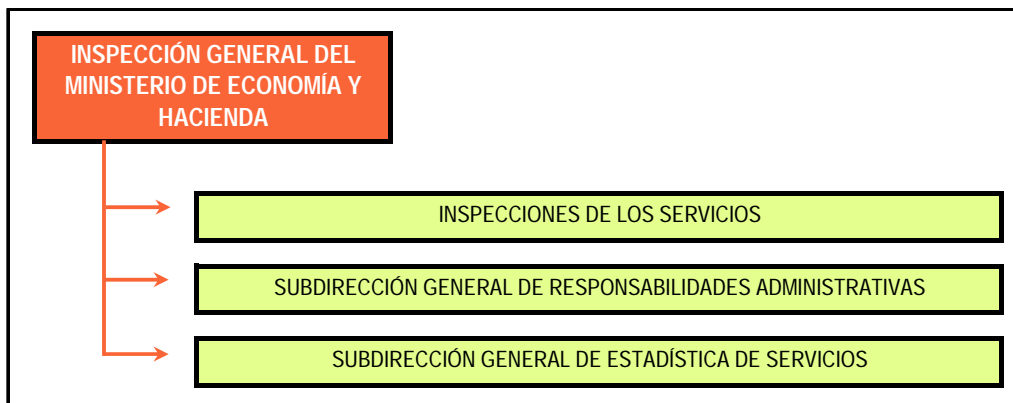 INSPECCIÓN GENERAL DEL
MINISTERIO DE ECONOMÍA Y
HACIENDA
INSPECCIONES DE LOS SERVICIOS
SUBDIRECCIÓN GENERAL DE RESPONSABILIDADES ADMINISTRATIVAS
SUBDIRECCIÓN GENERAL DE ESTADÍSTICA DE SERVICIOS